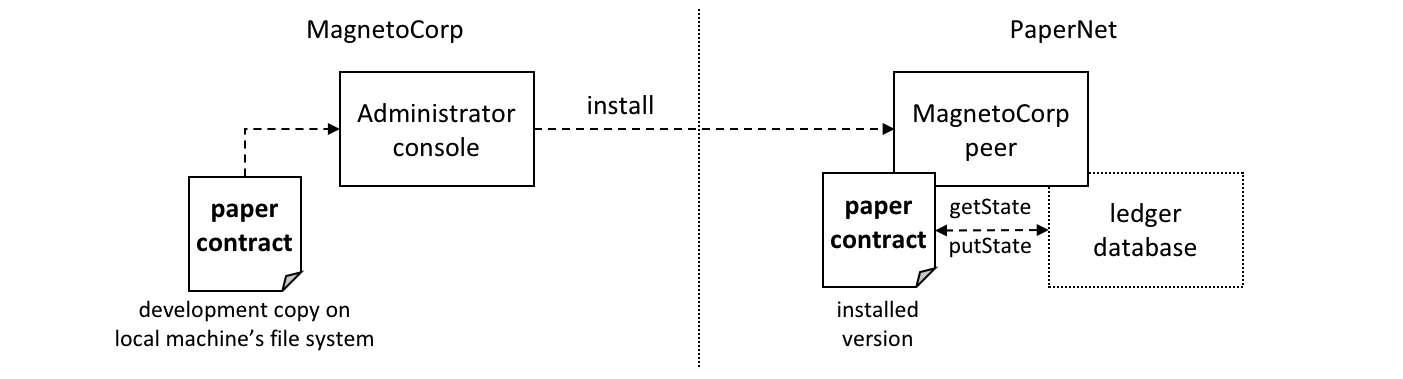 MagnetoCorp
PaperNet
Administrator
console
install
MagnetoCorp
peer
paper
contract
development copy on
local machine's file system
paper
contract
installed
version
getState
putState
ledger
database